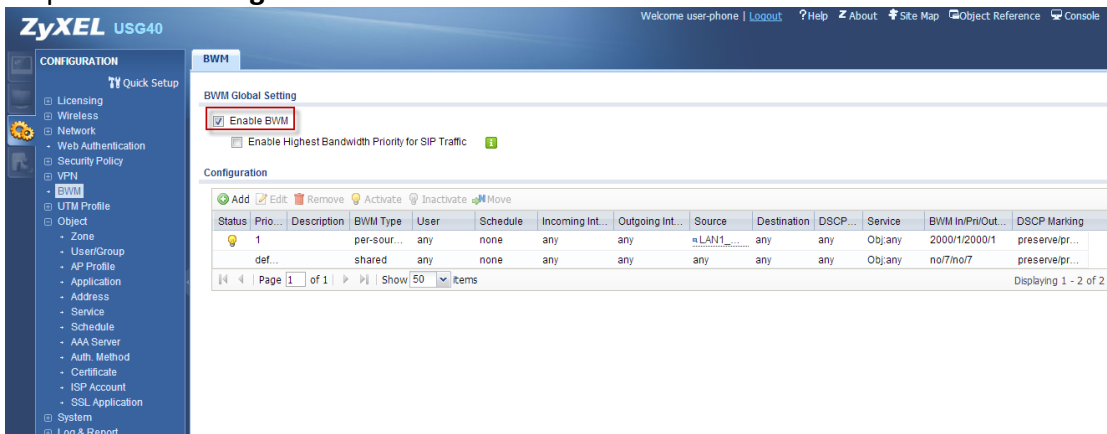 ZyXEL USG40
Welcome user-phone | Logout ?Help Z About Site Map Object Reference Console
CONFIGURATION
Quick Setup
Licensing
Wireless
Network
Web Authentication
Security Policy
VPN
BWM
UTM Profile
Object
Zone
User/Group
AP Profile
Application
Address
Service
Schedule
AAA Server
Auth. Method
Certificate
ISP Account
SSL Application
System
Log & Report
BWM
BWM Global Setting
Enable BWM
Enable Highest Bandwidth Priority for SIP Traffic
Configuration
Add Edit Remove Activate Inactivate Move
Status Prio... Description BWM Type User Schedule Incoming Int... Outgoing Int... Source Destination DSCP... Service BWM In/Pri/Out... DSCP Marking
1 per-sour... any none any any LAN1_... any any Obj:any 2000/1/2000/1 preserve/pr...
def... shared any none any any any any any Obj:any no/7/no/7 preserve/pr...
Page 1 of 1 Show 50 items Displaying 1 - 2 of 2